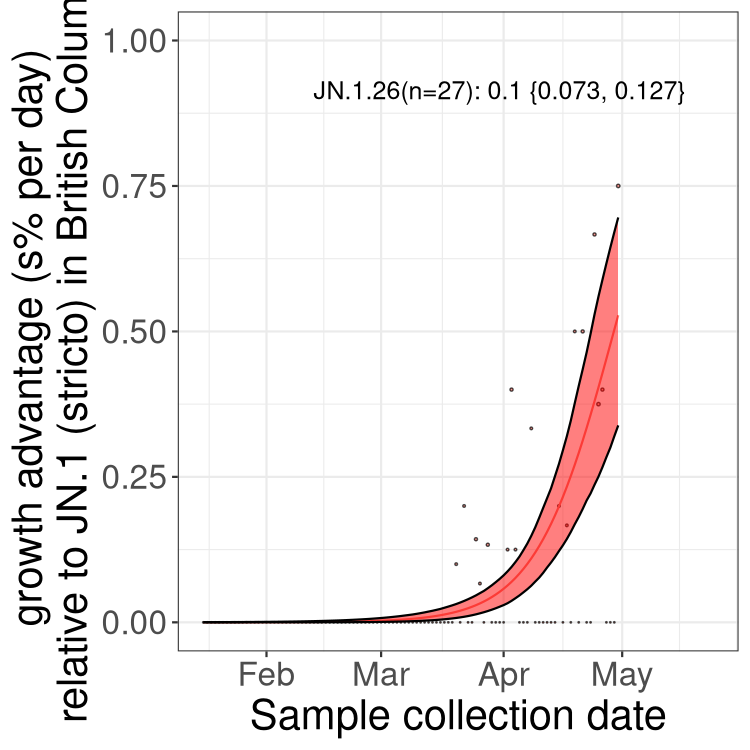 growth advantage (s% per day)
relative to JN.1 (stricto) in British Colum
1.00
0.75
0.50
0.25
0.00
JN.1.26(n=27): 0.1 {0.073, 0.127}
Feb Mar Apr May
Sample collection date